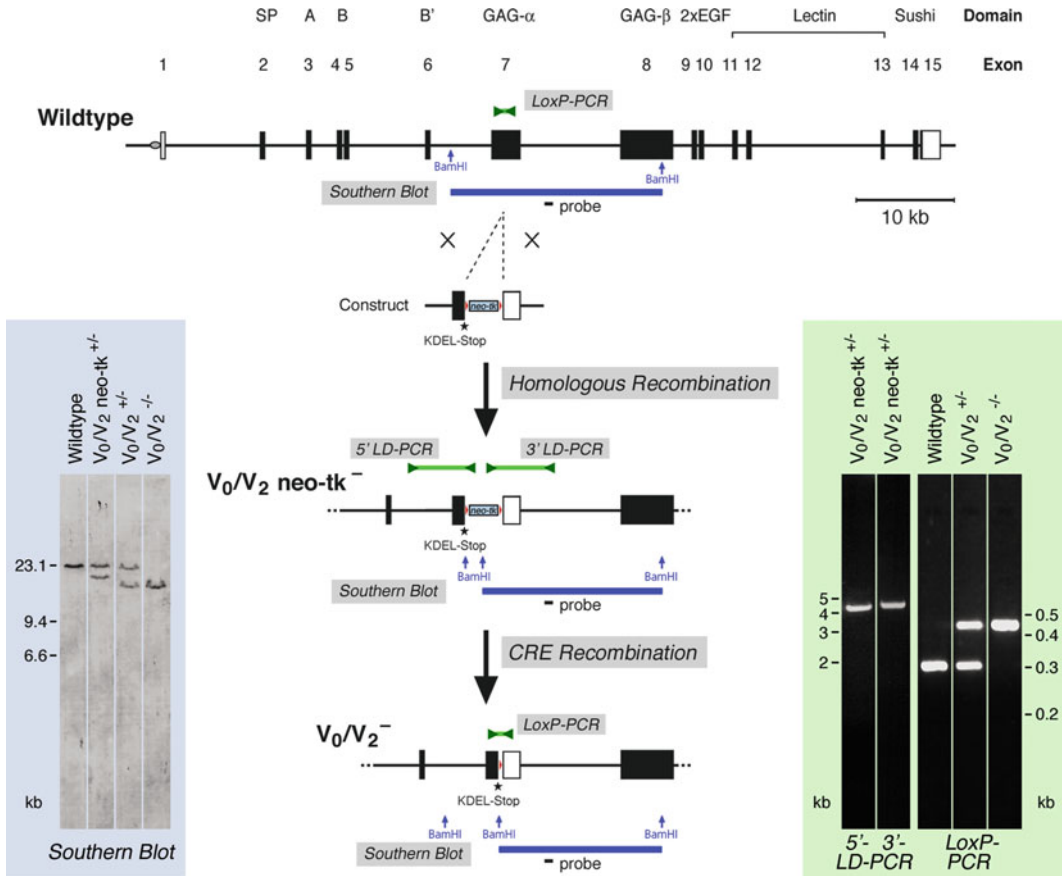 SP A B B' GAG-α GAG-β 2xEGF Lectin Sushi Domain
1 2 3 4 5 6 7 8 9 10 11 12 13 14 15 Exon
LoxP-PCR
Wildtype
BamHI
BamHI
Southern Blot
probe
10 kb
Construct
neo-tk
KDEL-Stop
Homologous Recombination
5' LD-PCR
3' LD-PCR
V0/V2 neo-tk−
neo-tk
KDEL-Stop
BamHI
BamHI
Southern Blot
probe
CRE Recombination
LoxP-PCR
V0/V2−
KDEL-Stop
BamHI
BamHI
BamHI
Southern Blot
probe
Wildtype
V0/V2 neo-tk +/-
V0/V2 +/-
V0/V2 -/-
23.1
9.4
6.6
kb
Southern Blot
V0/V2 neo-tk +/-
V0/V2 neo-tk +/-
Wildtype
V0/V2 +/-
V0/V2 -/-
5
4
3
2
kb
0.5
0.4
0.3
0.2
kb
5'- 3'-
LD-PCR
LoxP-
PCR